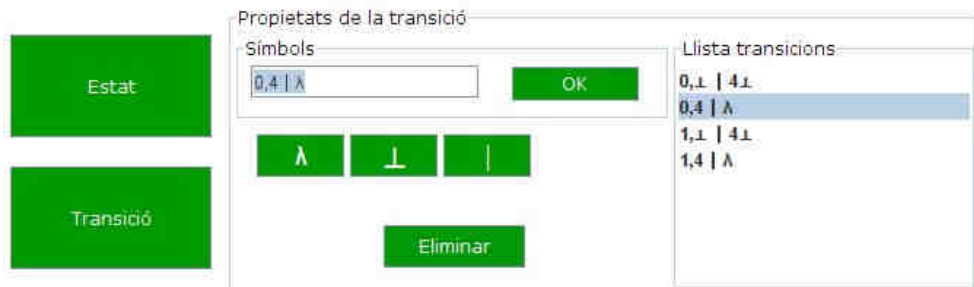 Propietats de la transició
Estat
Transició
Símbols
0,4 | λ
OK
λ
⊥
|
Eliminar
Llista transicions
0,⊥ | 4⊥
0,4 | λ
1,⊥ | 4⊥
1,4 | λ